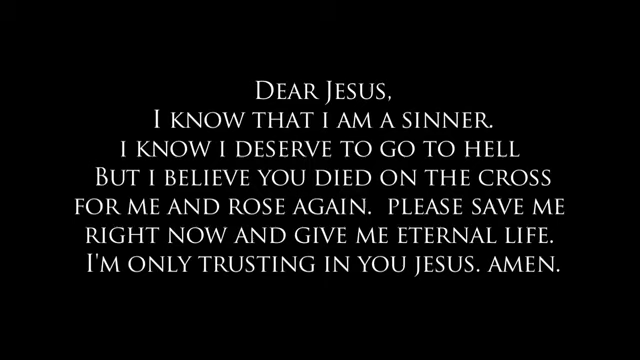 Dear Jesus,
I know that I am a sinner.
I know I deserve to go to hell
But I believe you died on the cross
for me and rose again.  Please save me
right now and give me eternal life.
I'm only trusting in you Jesus. Amen.